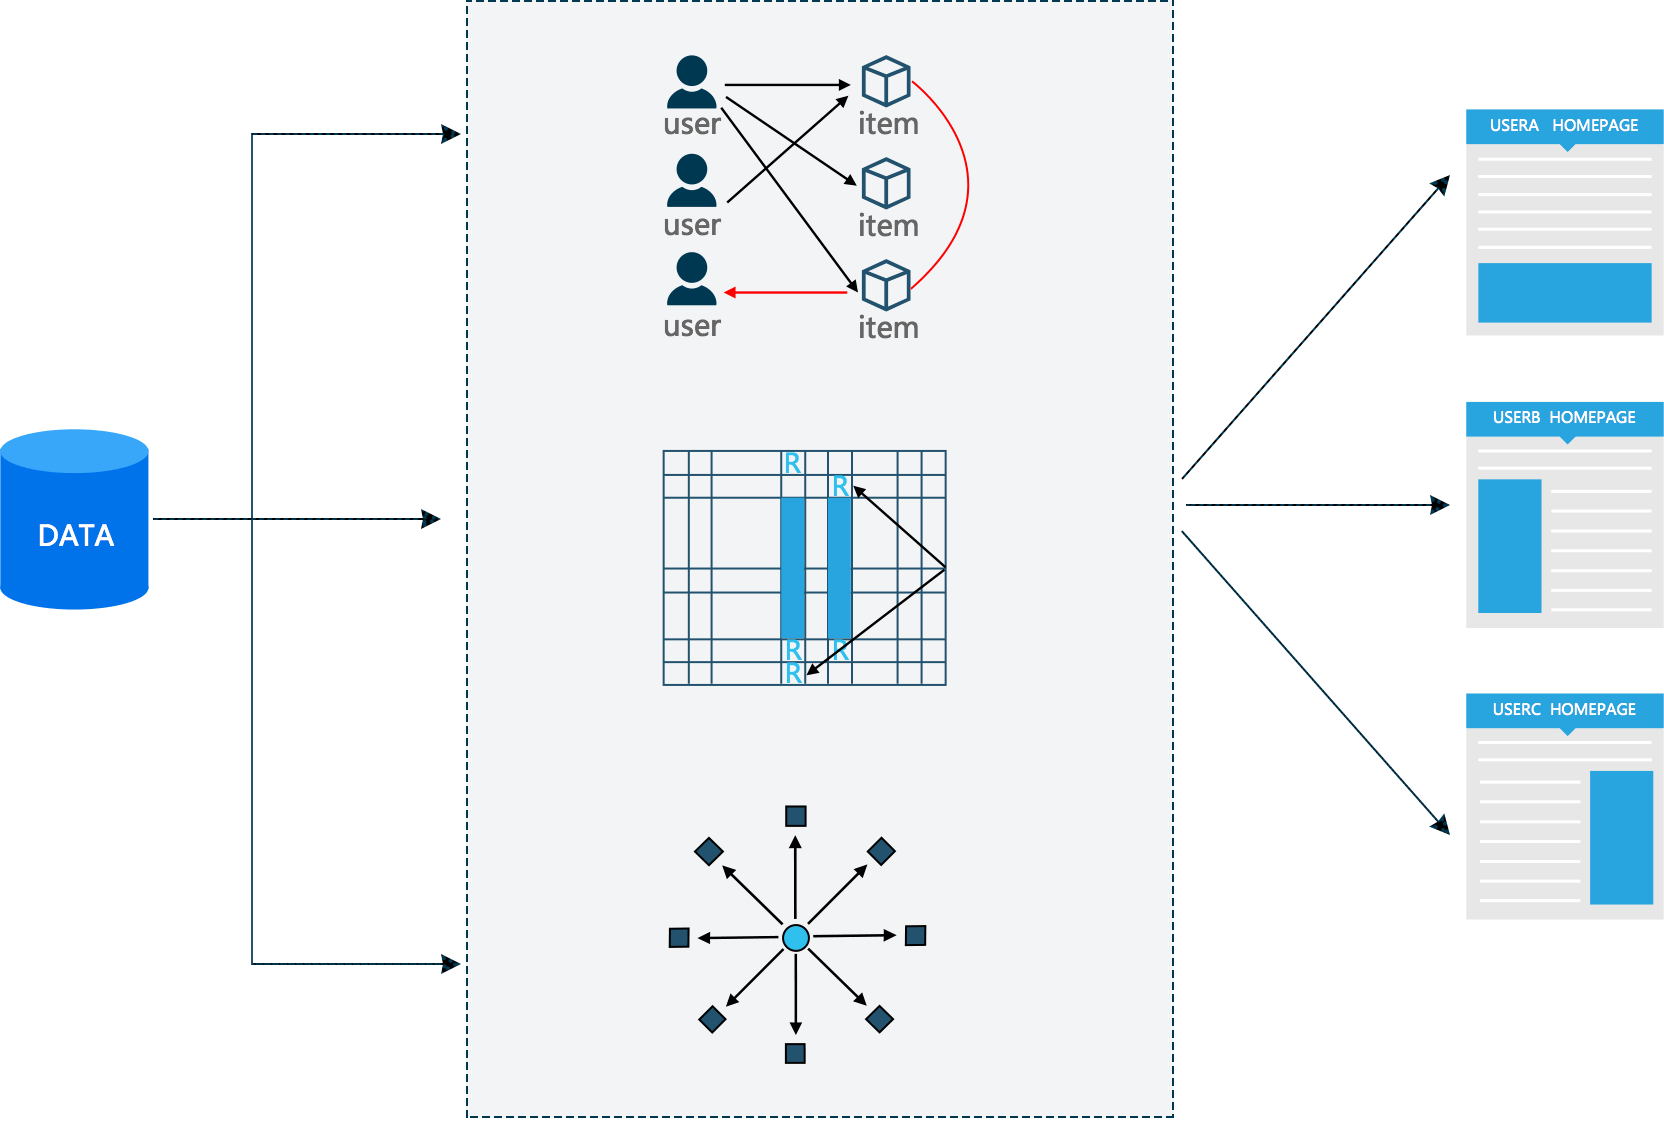 user
item
user
item
user
item
DATA
R
R
R
R
R
USERA HOMEPAGE
USERB HOMEPAGE
USERC HOMEPAGE